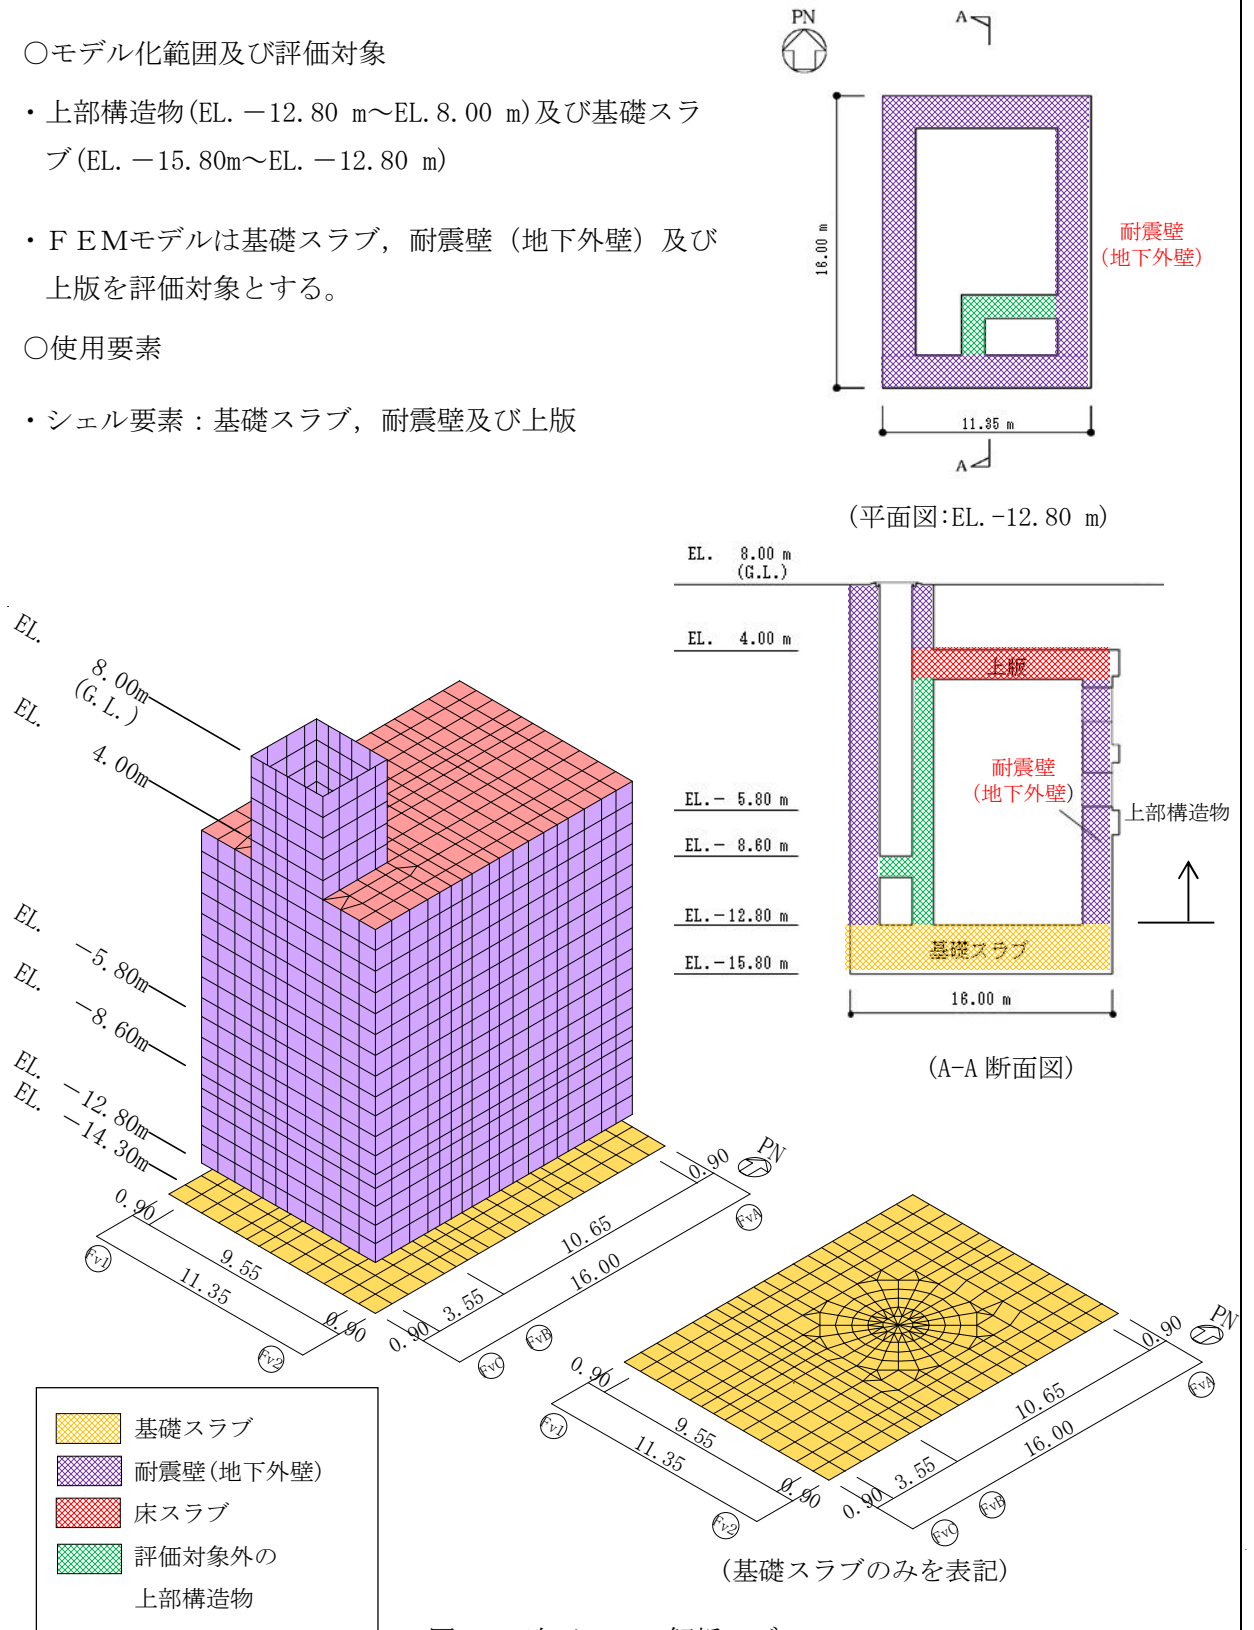 ○モデル化範囲及び評価対象
・上部構造物(EL.－12.80 m～EL.8.00 m)及び基礎スラ
ブ(EL.－15.80m～EL.－12.80 m)
・ＦＥＭモデルは基礎スラブ，耐震壁（地下外壁）及び
上版を評価対象とする。
○使用要素
・シェル要素：基礎スラブ，耐震壁及び上版
PN
A
16.00 m
耐震壁
(地下外壁)
11.35 m
A
(平面図:EL.-12.80 m)
EL. 8.00 m
(G.L.)
EL. 4.00 m
上版
耐震壁
(地下外壁)
EL.－ 5.80 m
上部構造物
EL.－ 8.60 m
EL.－12.80 m
基礎スラブ
EL.－15.80 m
16.00 m
(A-A 断面図)
EL. 8.00m
(G.L.)
EL. 4.00m
EL. －5.80m
EL. －8.60m
EL. －12.80m
EL. －14.30m
0.90
9.55
0.90
11.35
Fv1
Fv2
0.90
3.55
10.65
0.90
16.00
FvC
FvB
FvA
PN
0.90
9.55
0.90
11.35
Fv1
Fv2
0.90
3.55
10.65
0.90
16.00
FvC
FvB
FvA
PN
(基礎スラブのみを表記)
基礎スラブ
耐震壁(地下外壁)
床スラブ
評価対象外の
上部構造物